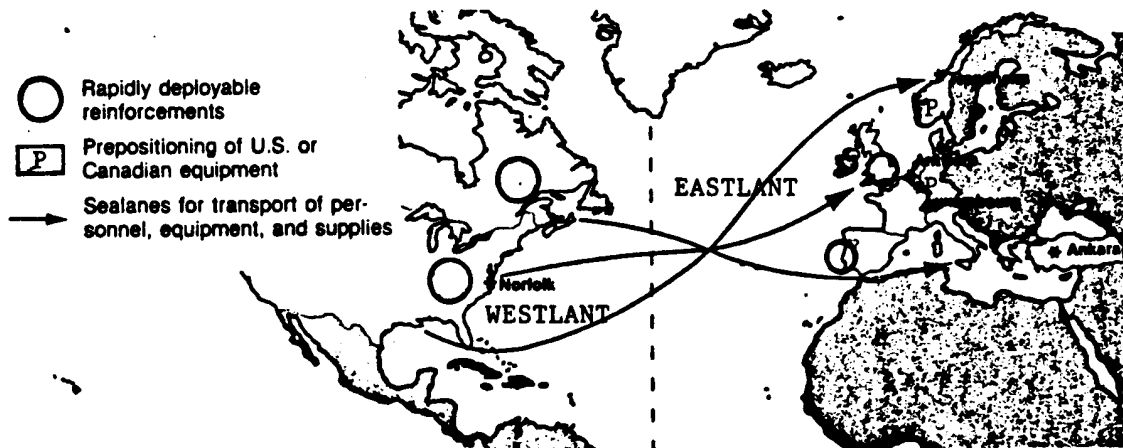 Rapidly deployable
reinforcements
P
Prepositioning of U.S. or
Canadian equipment
Sealanes for transport of per-
sonnel, equipment, and supplies
EASTLANT
WESTLANT
Norfolk
Ankara
P
P